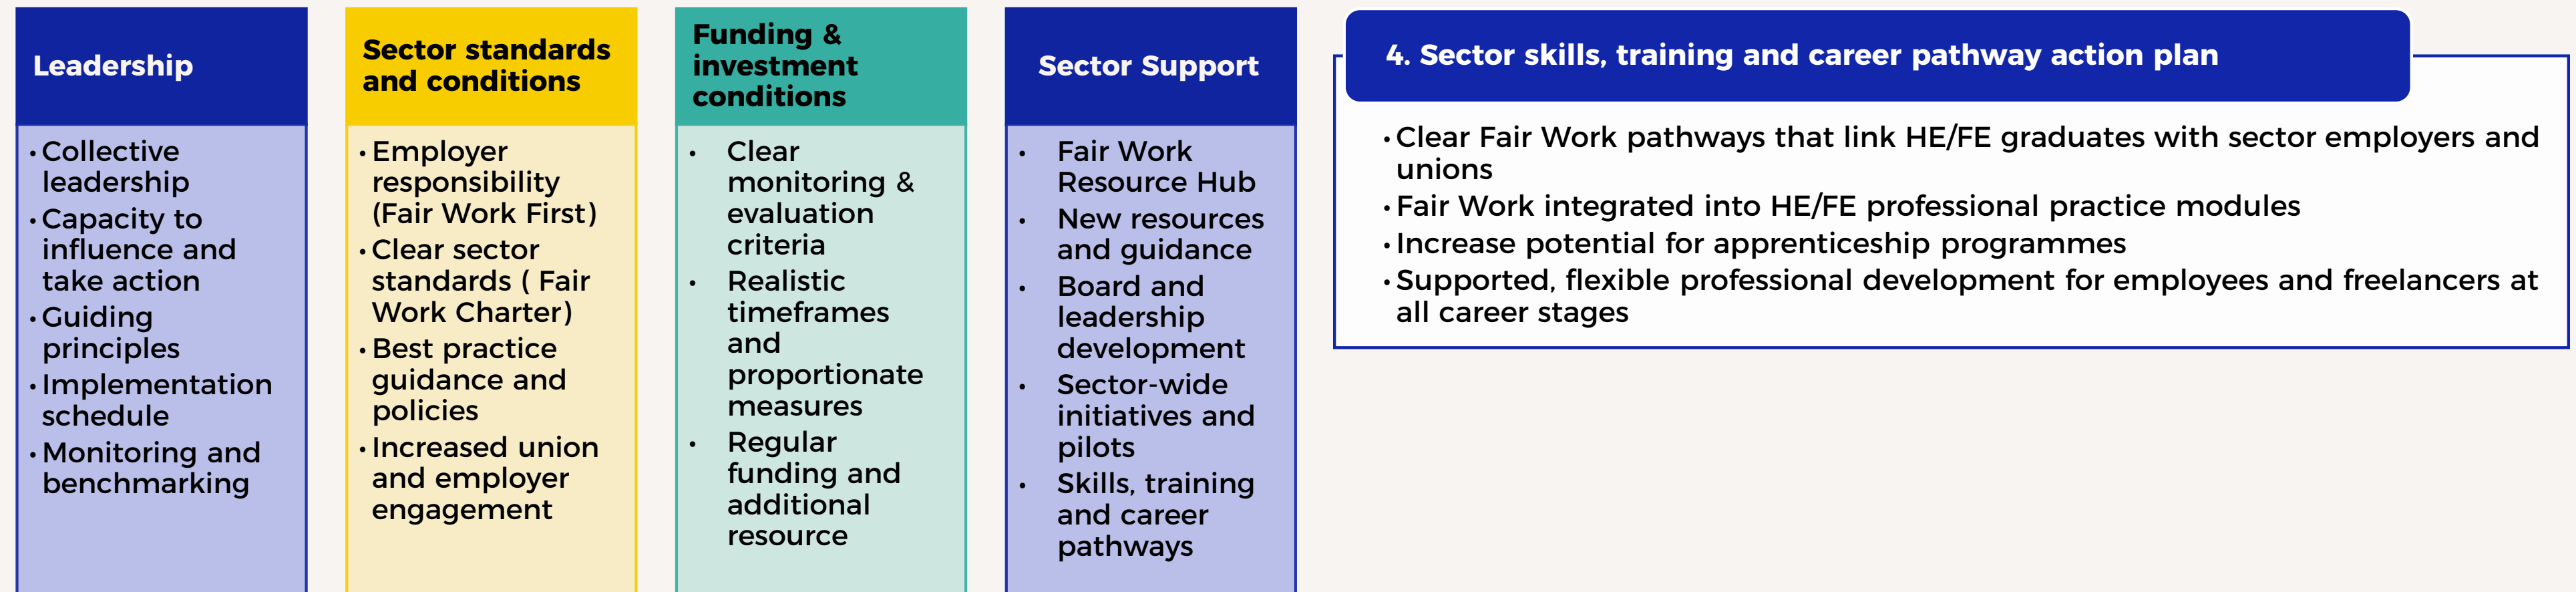 Leadership
• Collective
leadership
• Capacity to
influence and
take action
• Guiding
principles
• Implementation
schedule
• Monitoring and
benchmarking
Sector standards
and conditions
• Employer
responsibility
(Fair Work First)
• Clear sector
standards ( Fair
Work Charter)
• Best practice
guidance and
policies
• Increased union
and employer
engagement
Funding &
investment
conditions
• Clear
monitoring &
evaluation
criteria
• Realistic
timeframes
and
proportionate
measures
• Regular
funding and
additional
resource
Sector Support
• Fair Work
Resource Hub
• New resources
and guidance
• Board and
leadership
development
• Sector-wide
initiatives and
pilots
• Skills, training
and career
pathways
4. Sector skills, training and career pathway action plan
• Clear Fair Work pathways that link HE/FE graduates with sector employers and
unions
• Fair Work integrated into HE/FE professional practice modules
• Increase potential for apprenticeship programmes
• Supported, flexible professional development for employees and freelancers at
all career stages